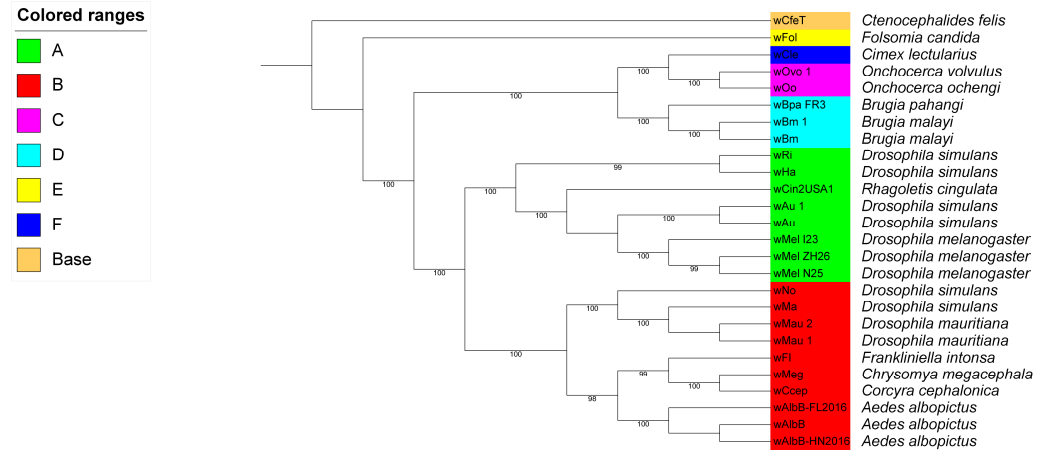 Colored ranges
A
B
C
D
E
F
Base
wCfeT Ctenocephalides felis
wFol Folsomia candida
wCle Cimex lectularius
100
wOvo 1 Onchocerca volvulus
100
wOo Onchocerca ochengi
100
wBpa FR3 Brugia pahangi
100
wBm 1 Brugia malayi
100
wBm Brugia malayi
wRi Drosophila simulans
99
wHa Drosophila simulans
100
100
wCin2USA1 Rhagoletis cingulata
wAu 1 Drosophila simulans
100
100
wAu Drosophila simulans
wMel I23 Drosophila melanogaster
100
wMel ZH26 Drosophila melanogaster
99
wMel N25 Drosophila melanogaster
100
wNo Drosophila simulans
100
wMa Drosophila simulans
100
wMau 2 Drosophila mauritiana
wMau 1 Drosophila mauritiana
100
wFI Frankliniella intonsa
99
wMeg Chrysomya megacephala
100
wCcep Corcyra cephalonica
98
wAlbB-FL2016 Aedes albopictus
100
wAlbB Aedes albopictus
wAlbB-HN2016 Aedes albopictus